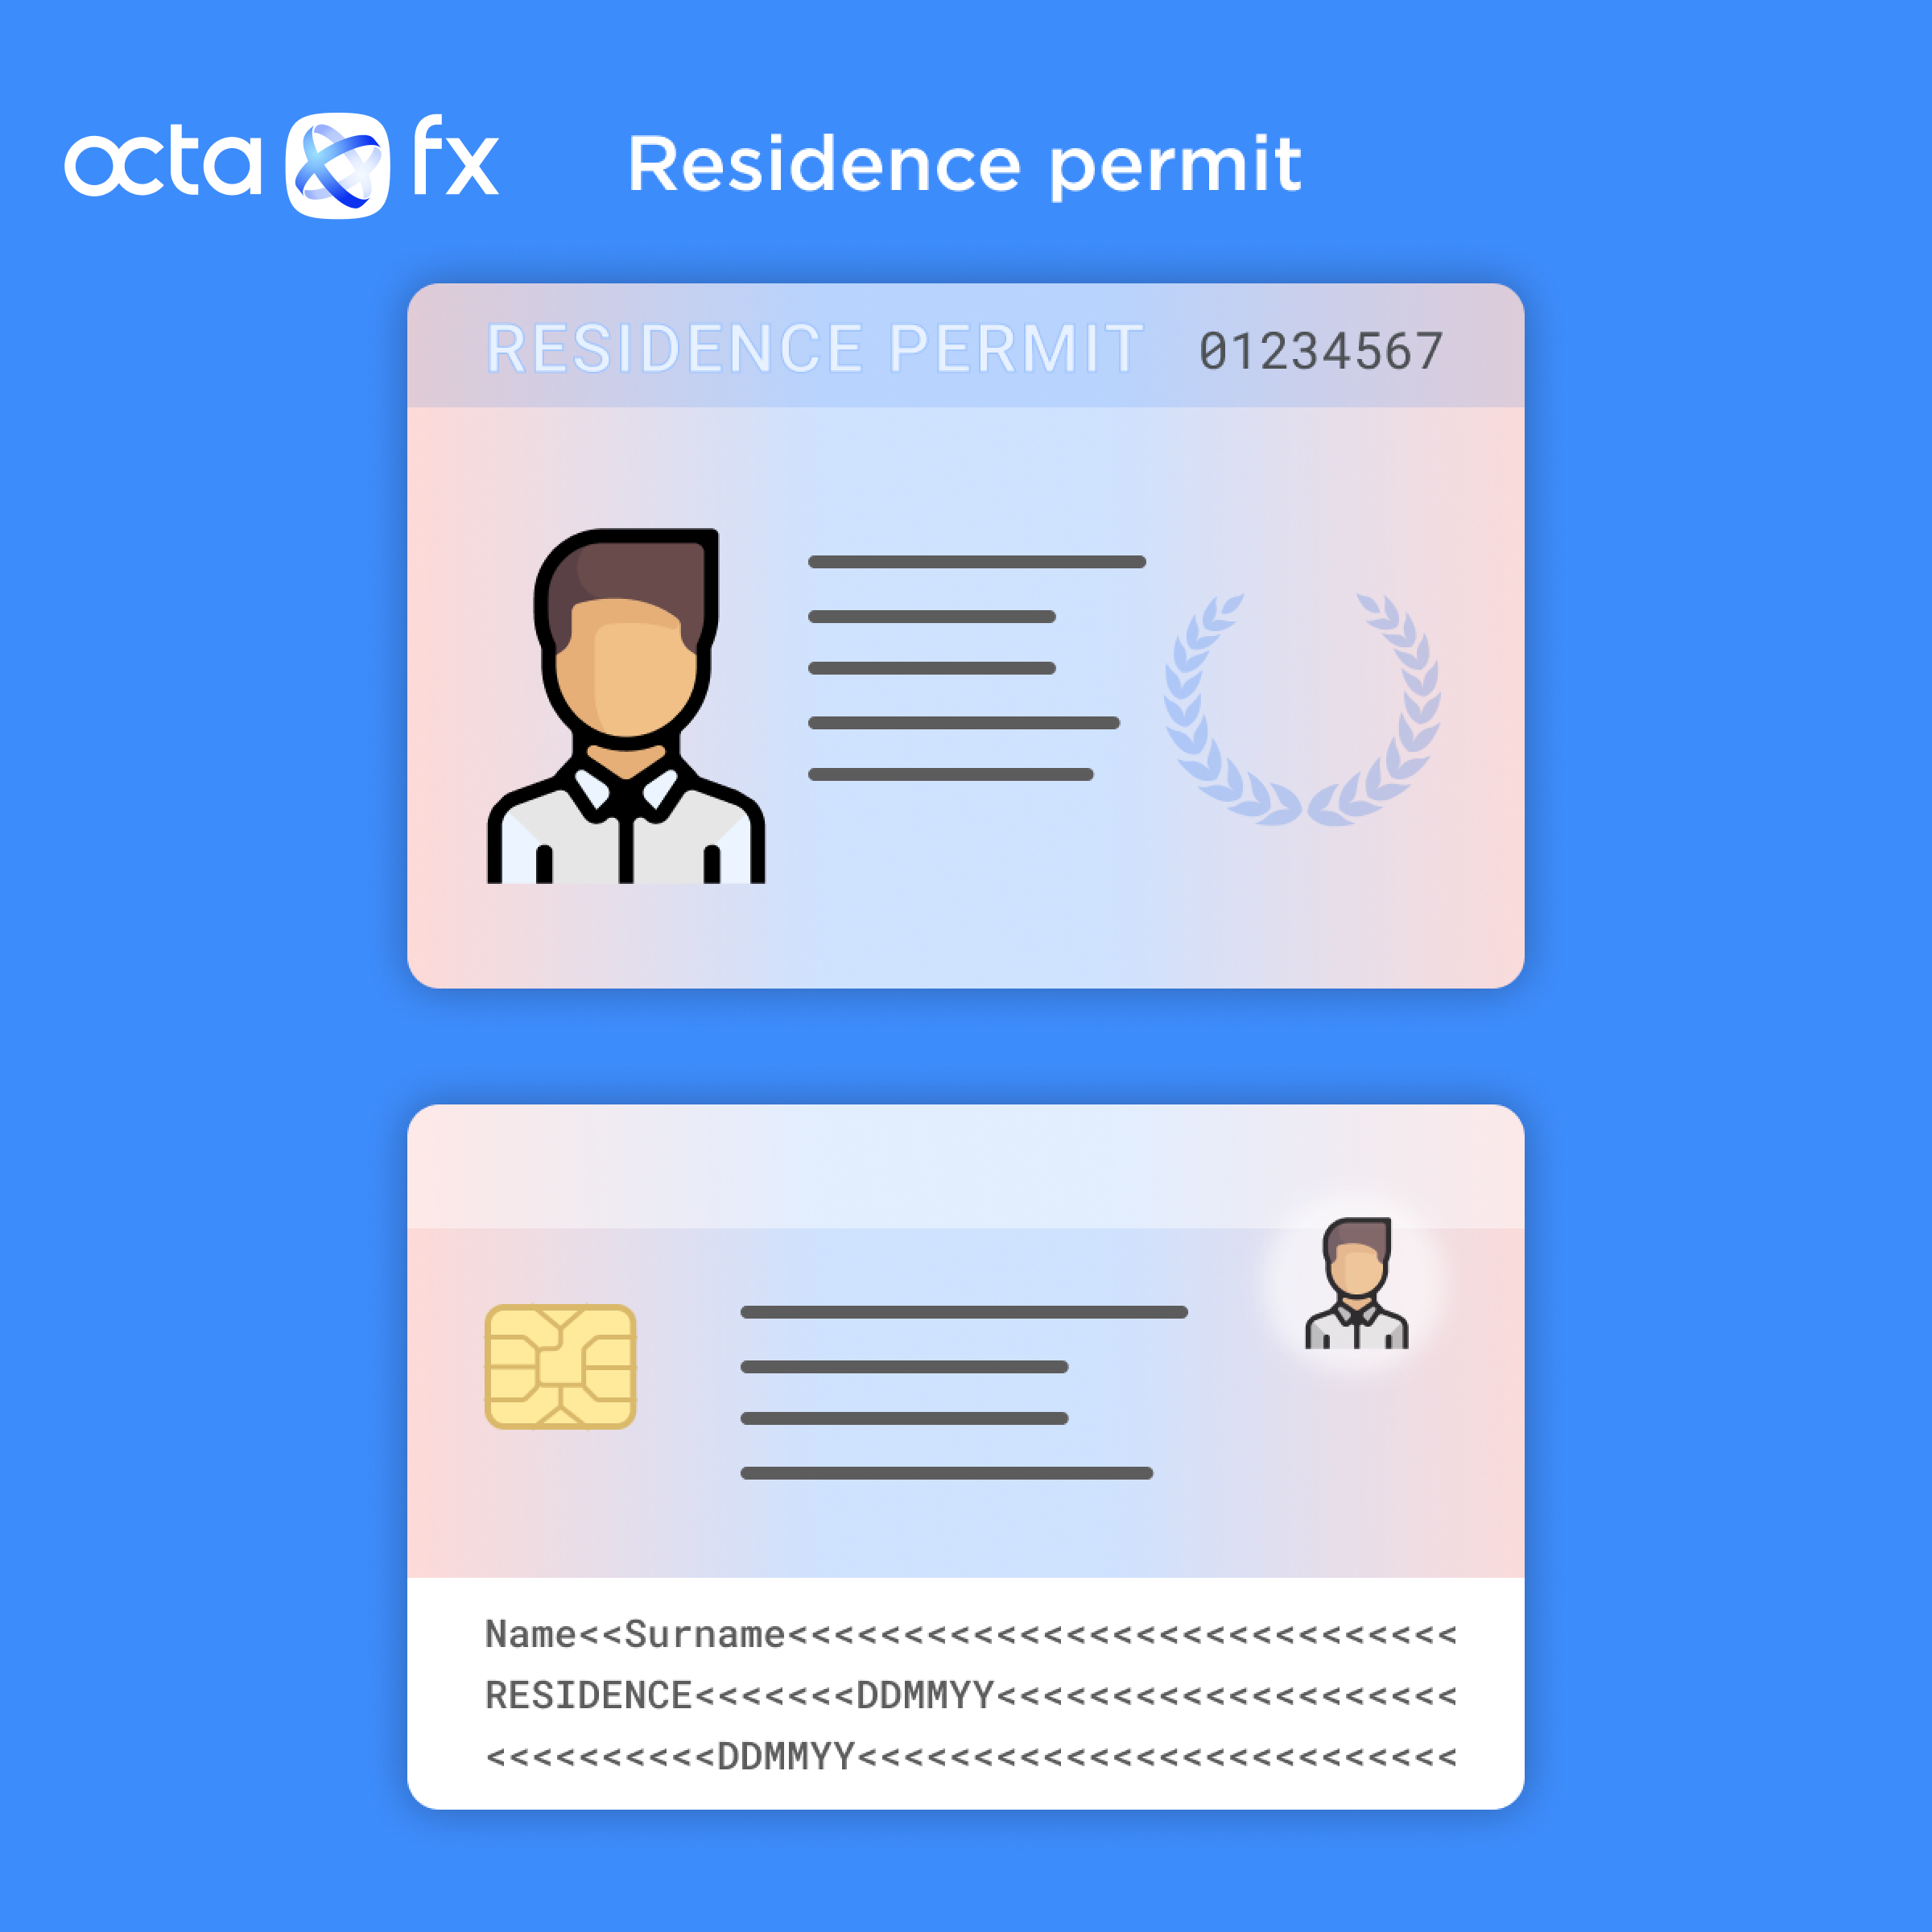 octa fx
Residence permit
RESIDENCE PERMIT 01234567
Name<<Surname<<<<<<<<<<<<<<<<<<<<<<<<<<<<<
RESIDENCE<<<<<<<DDMMYY<<<<<<<<<<<<<<<<<<<<
<<<<<<<<<<DDMMYY<<<<<<<<<<<<<<<<<<<<<<<<<<